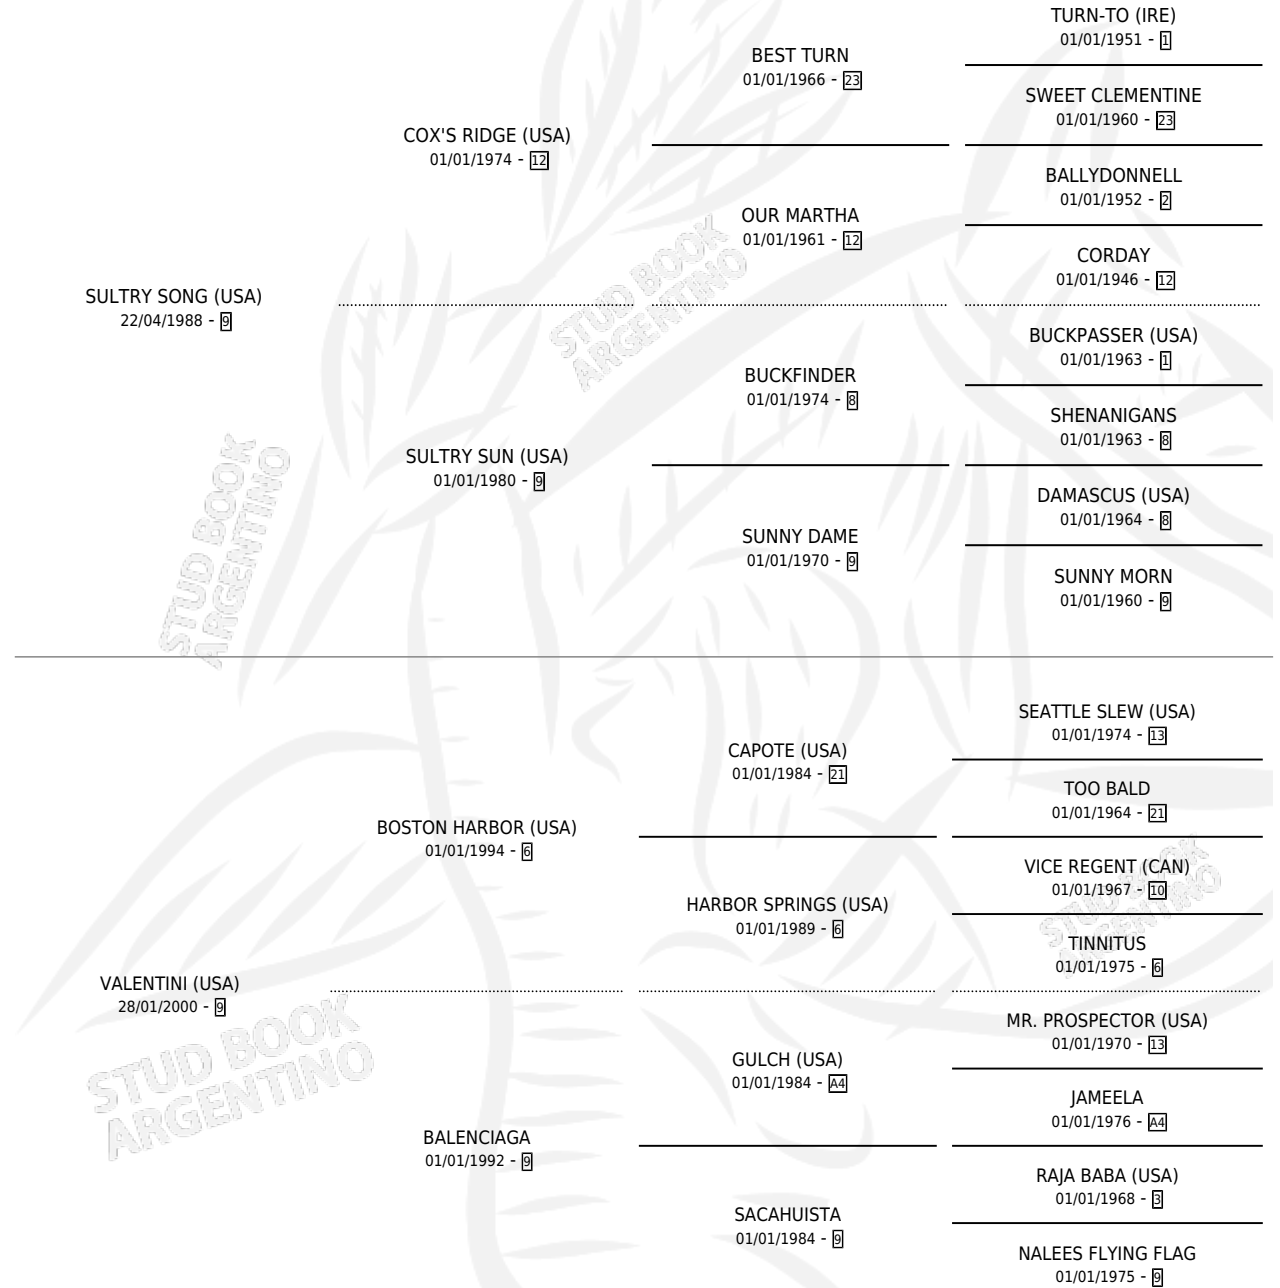 TURN-TO (IRE)
01/01/1951 - 1
BEST TURN
01/01/1966 - 23
SWEET CLEMENTINE
01/01/1960 - 23
COX'S RIDGE (USA)
01/01/1974 - 12
BALLYDONNELL
01/01/1952 - 2
OUR MARTHA
01/01/1961 - 12
CORDAY
01/01/1946 - 12
SULTRY SONG (USA)
22/04/1988 - 9
STUD BOOK
ARGENTINO
BUCKPASSER (USA)
01/01/1963 - 1
BUCKFINDER
01/01/1974 - 8
SHENANIGANS
01/01/1963 - 8
SULTRY SUN (USA)
01/01/1980 - 9
DAMASCUS (USA)
01/01/1964 - 8
SUNNY DAME
01/01/1970 - 9
SUNNY MORN
01/01/1960 - 9
STUD BOOK
ARGENTINO
SEATTLE SLEW (USA)
01/01/1974 - 13
CAPOTE (USA)
01/01/1984 - 21
TOO BALD
01/01/1964 - 21
BOSTON HARBOR (USA)
01/01/1994 - 6
VICE REGENT (CAN)
01/01/1967 - 10
HARBOR SPRINGS (USA)
01/01/1989 - 6
STUD BOOK
ARGENTINO
TINNITUS
01/01/1975 - 6
VALENTINI (USA)
28/01/2000 - 9
MR. PROSPECTOR (USA)
01/01/1970 - 13
GULCH (USA)
01/01/1984 - A4
JAMEELA
01/01/1976 - A4
STUD BOOK
ARGENTINO
BALENCIAGA
01/01/1992 - 9
RAJA BABA (USA)
01/01/1968 - 3
SACAHUISTA
01/01/1984 - 9
NALEES FLYING FLAG
01/01/1975 - 9